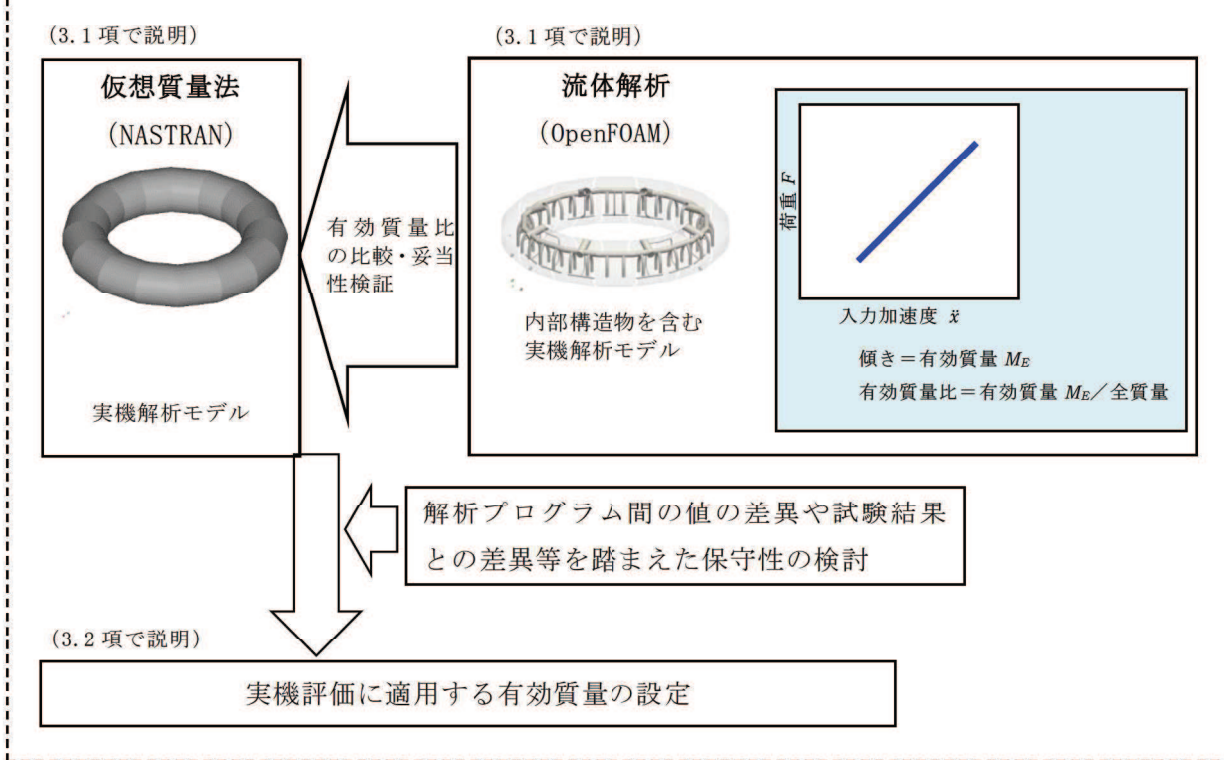 (3.1項で説明)
仮想質量法
(NASTRAN)
実機解析モデル
有効質量比
の比較・妥当
性検証
(3.1項で説明)
流体解析
(OpenFOAM)
内部構造物を含む
実機解析モデル
荷重 F
入力加速度 ẍ
傾き＝有効質量 ME
有効質量比＝有効質量 ME／全質量
解析プログラム間の値の差異や試験結果
との差異等を踏まえた保守性の検討
(3.2項で説明)
実機評価に適用する有効質量の設定